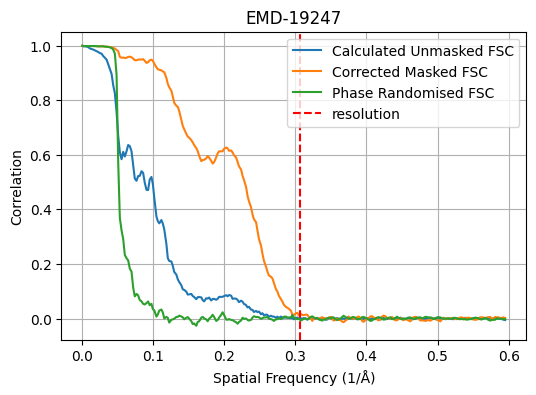 EMD-19247
Calculated Unmasked FSC
Corrected Masked FSC
Phase Randomised FSC
resolution
Correlation
1.0
0.8
0.6
0.4
0.2
0.0
0.0 0.1 0.2 0.3 0.4 0.5 0.6
Spatial Frequency (1/Å)